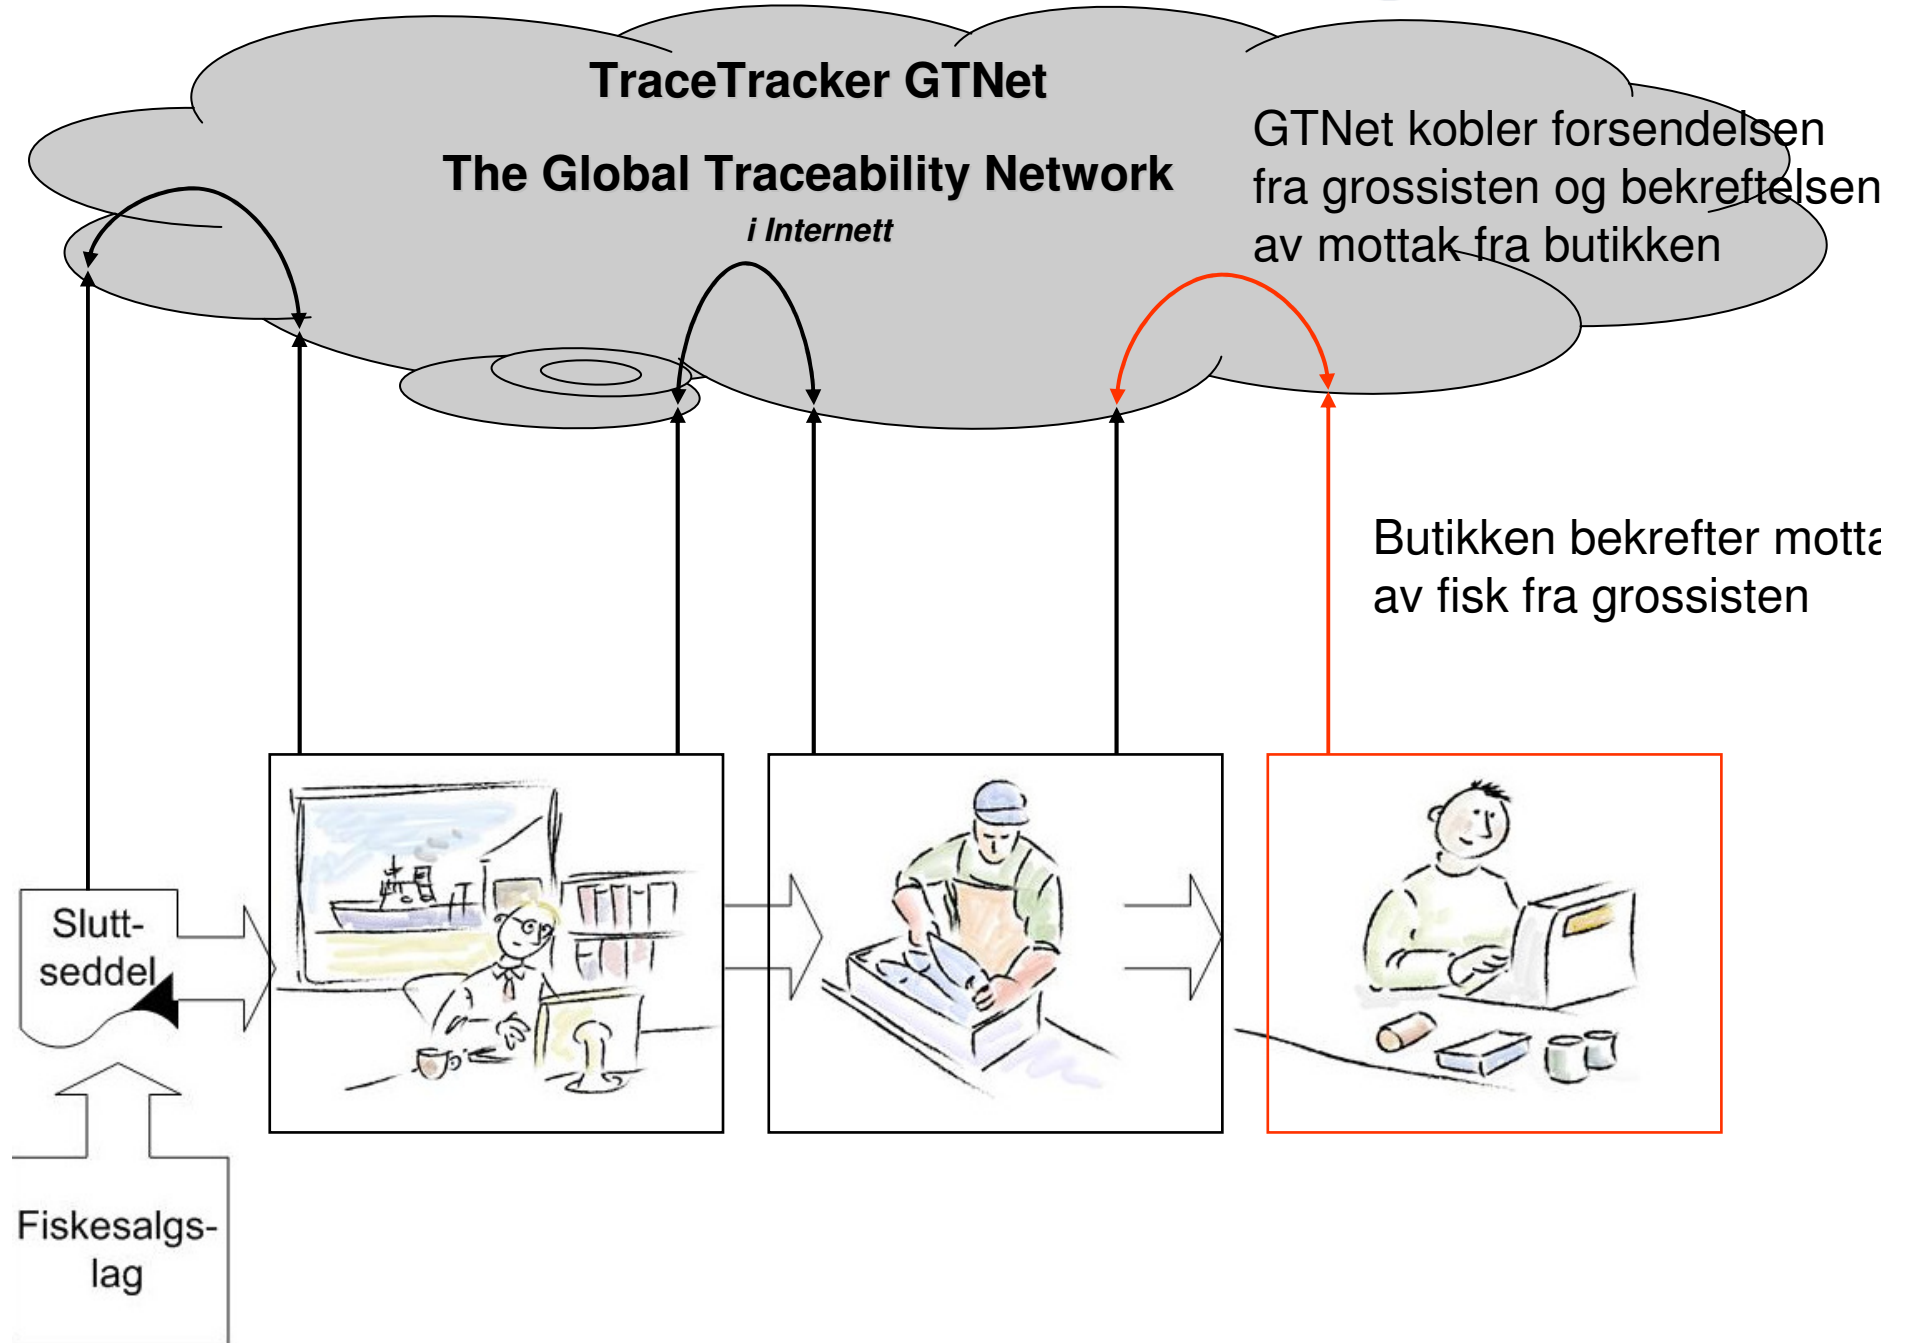 TraceTracker GTNet
The Global Traceability Network
i Internett
GTNet kobler forsendelsen
fra grossisten og bekreftelsen
av mottak fra butikken
Butikken bekrefter motta
av fisk fra grossisten
Slutt-
seddel
Fiskesalgs-
lag